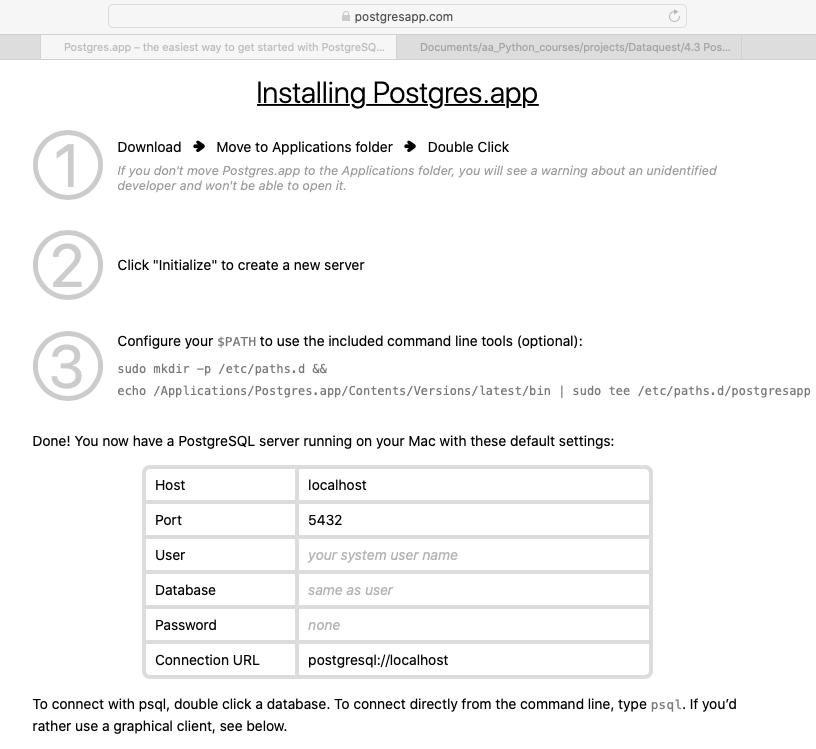 postgresapp.com
Postgres.app – the easiest way to get started with PostgreSQ...
Documents/aa_Python_courses/projects/Dataquest/4.3 Pos...
Installing Postgres.app
1
Download → Move to Applications folder → Double Click
If you don't move Postgres.app to the Applications folder, you will see a warning about an unidentified
developer and won't be able to open it.
2
Click "Initialize" to create a new server
3
Configure your $PATH to use the included command line tools (optional):
sudo mkdir -p /etc/paths.d &&
echo /Applications/Postgres.app/Contents/Versions/latest/bin | sudo tee /etc/paths.d/postgresapp
Done! You now have a PostgreSQL server running on your Mac with these default settings:
Host localhost
Port 5432
User your system user name
Database same as user
Password none
Connection URL postgresql://localhost
To connect with psql, double click a database. To connect directly from the command line, type psql. If you’d
rather use a graphical client, see below.